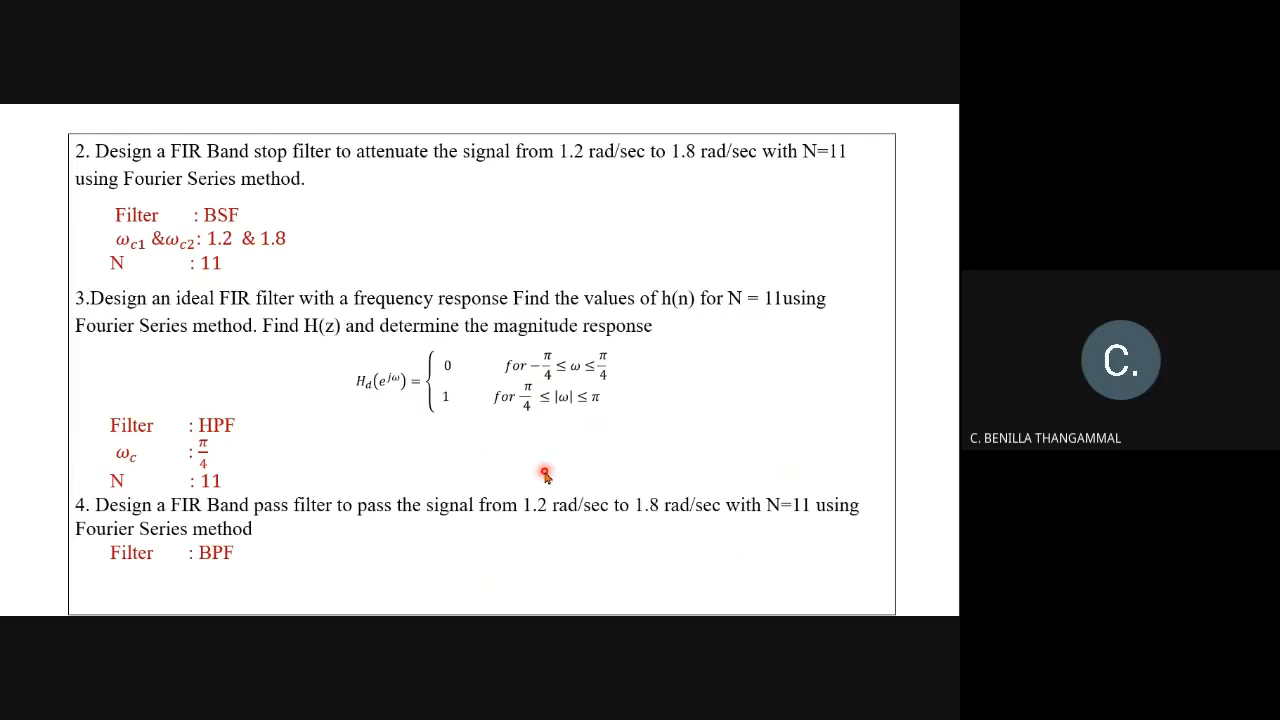 2. Design a FIR Band stop filter to attenuate the signal from 1.2 rad/sec to 1.8 rad/sec with N=11
using Fourier Series method.
Filter : BSF
ω_c1 &ω_c2: 1.2 & 1.8
N : 11
3.Design an ideal FIR filter with a frequency response Find the values of h(n) for N = 11using
Fourier Series method. Find H(z) and determine the magnitude response
H_d(e^jω) = { 0 for −π/4 ≤ ω ≤ π/4
1 for π/4 ≤ |ω| ≤ π
Filter : HPF
ω_c : π/4
N : 11
4. Design a FIR Band pass filter to pass the signal from 1.2 rad/sec to 1.8 rad/sec with N=11 using
Fourier Series method
Filter : BPF
C.
C. BENILLA THANGAMMAL